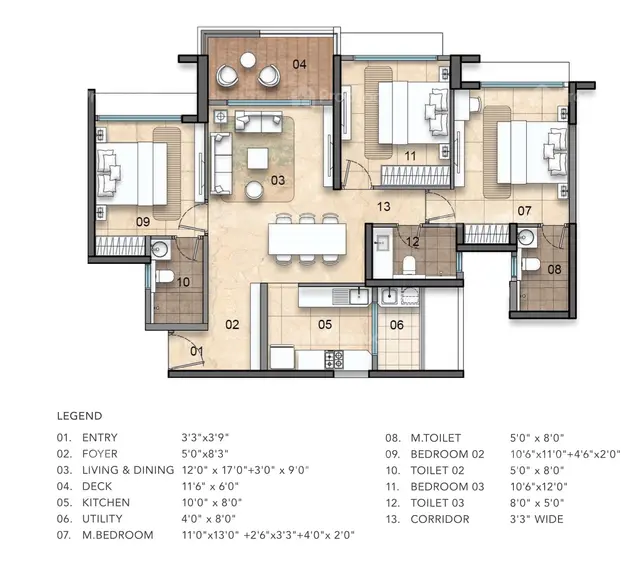 04
03
11
13
09
07
12
10
08
02
05
06
01
LEGEND
01. ENTRY 3'3"x3'9"
02. FOYER 5'0"x8'3"
03. LIVING & DINING 12'0" x 17'0"+3'0" x 9'0"
04. DECK 11'6" x 6'0"
05. KITCHEN 10'0" x 8'0"
06. UTILITY 4'0" x 8'0"
07. M.BEDROOM 11'0"x13'0" +2'6"x3'3"+4'0"x 2'0"
08. M.TOILET 5'0" x 8'0"
09. BEDROOM 02 10'6"x11'0"+4'6"x2'0"
10. TOILET 02 5'0" x 8'0"
11. BEDROOM 03 10'6"x12'0"
12. TOILET 03 8'0" x 5'0"
13. CORRIDOR 3'3" WIDE